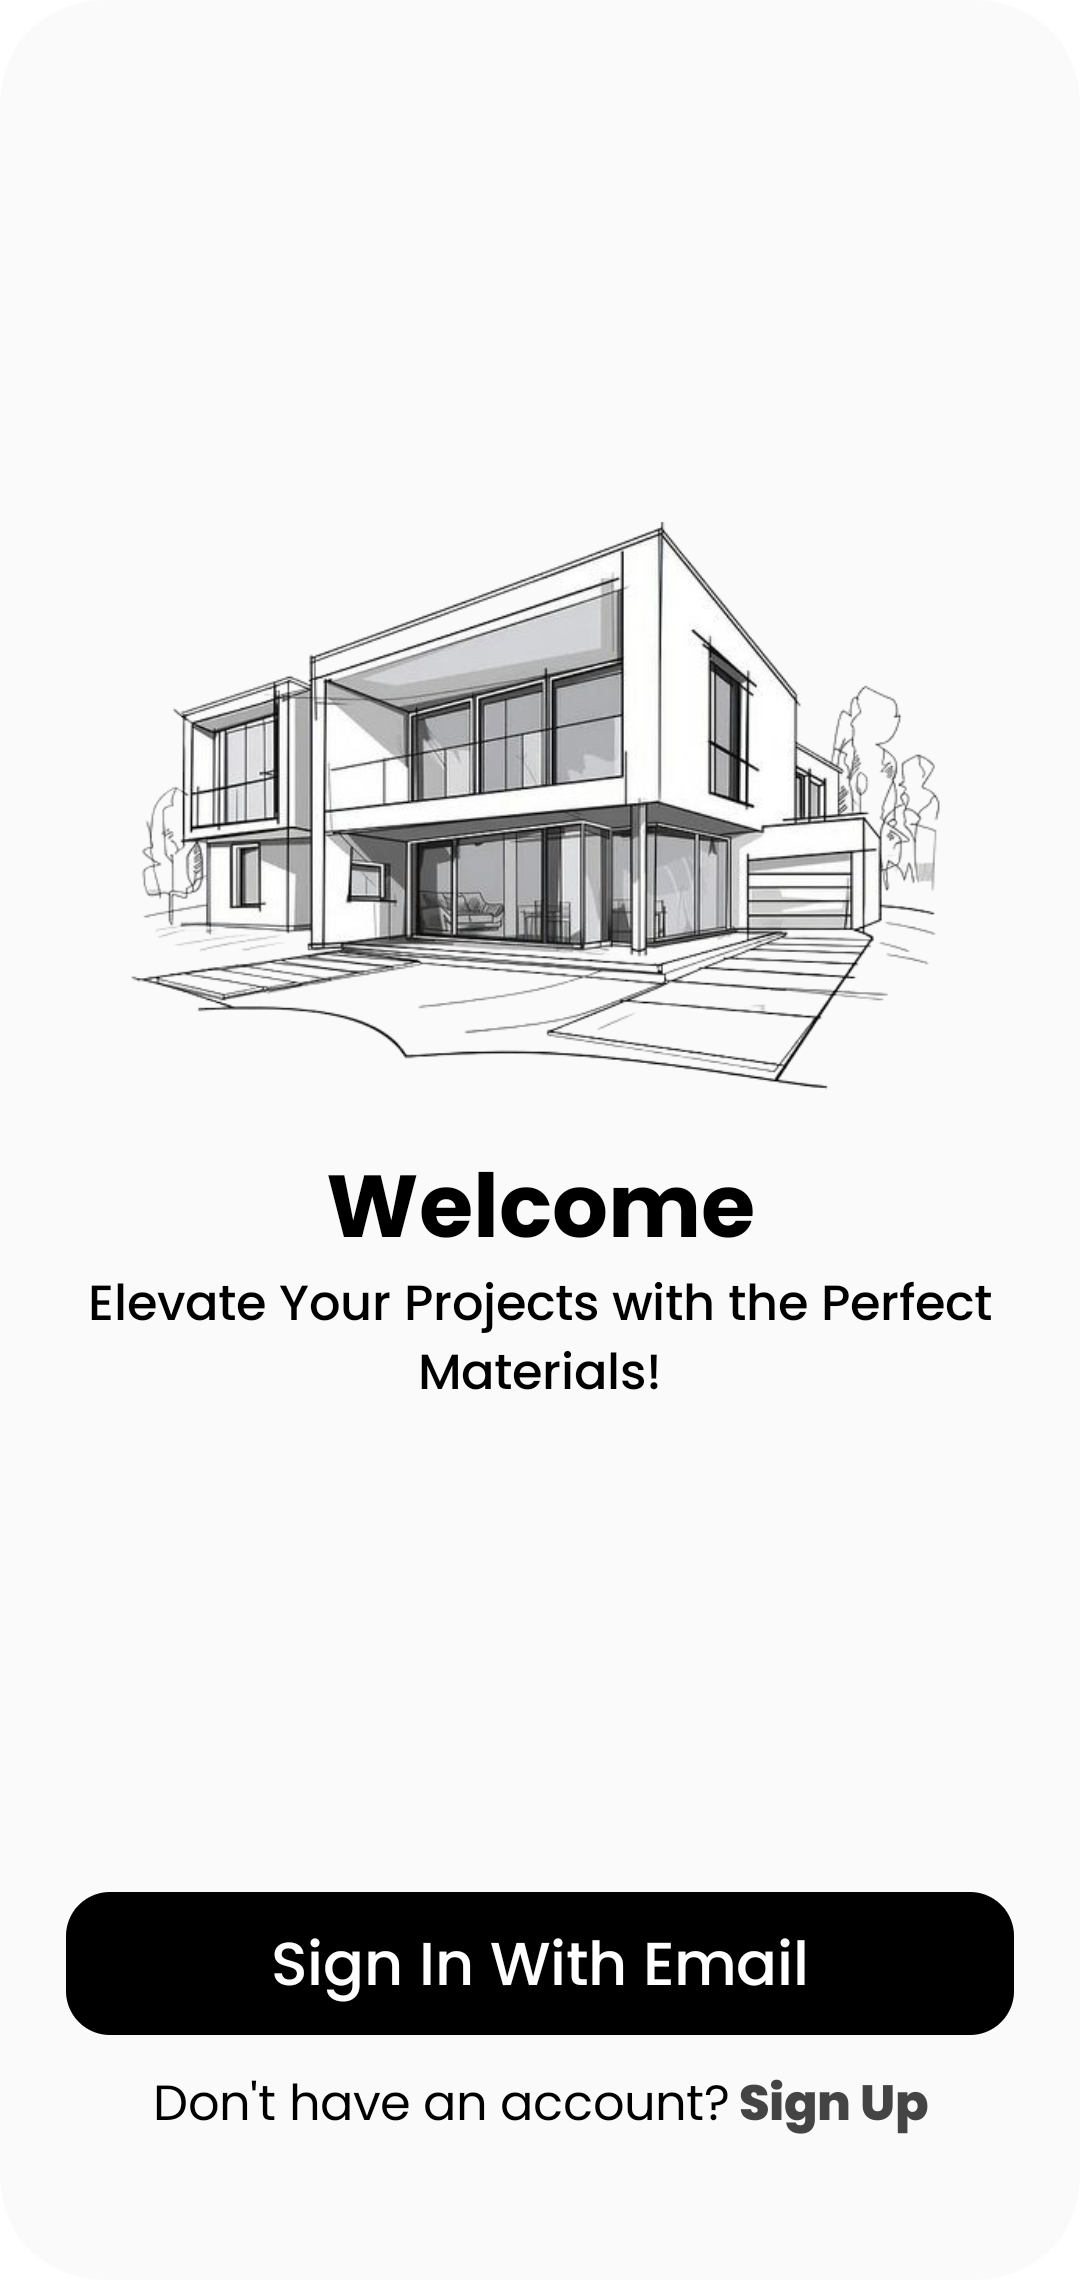 Welcome
Elevate Your Projects with the Perfect
Materials!
Sign In With Email
Don't have an account? Sign Up